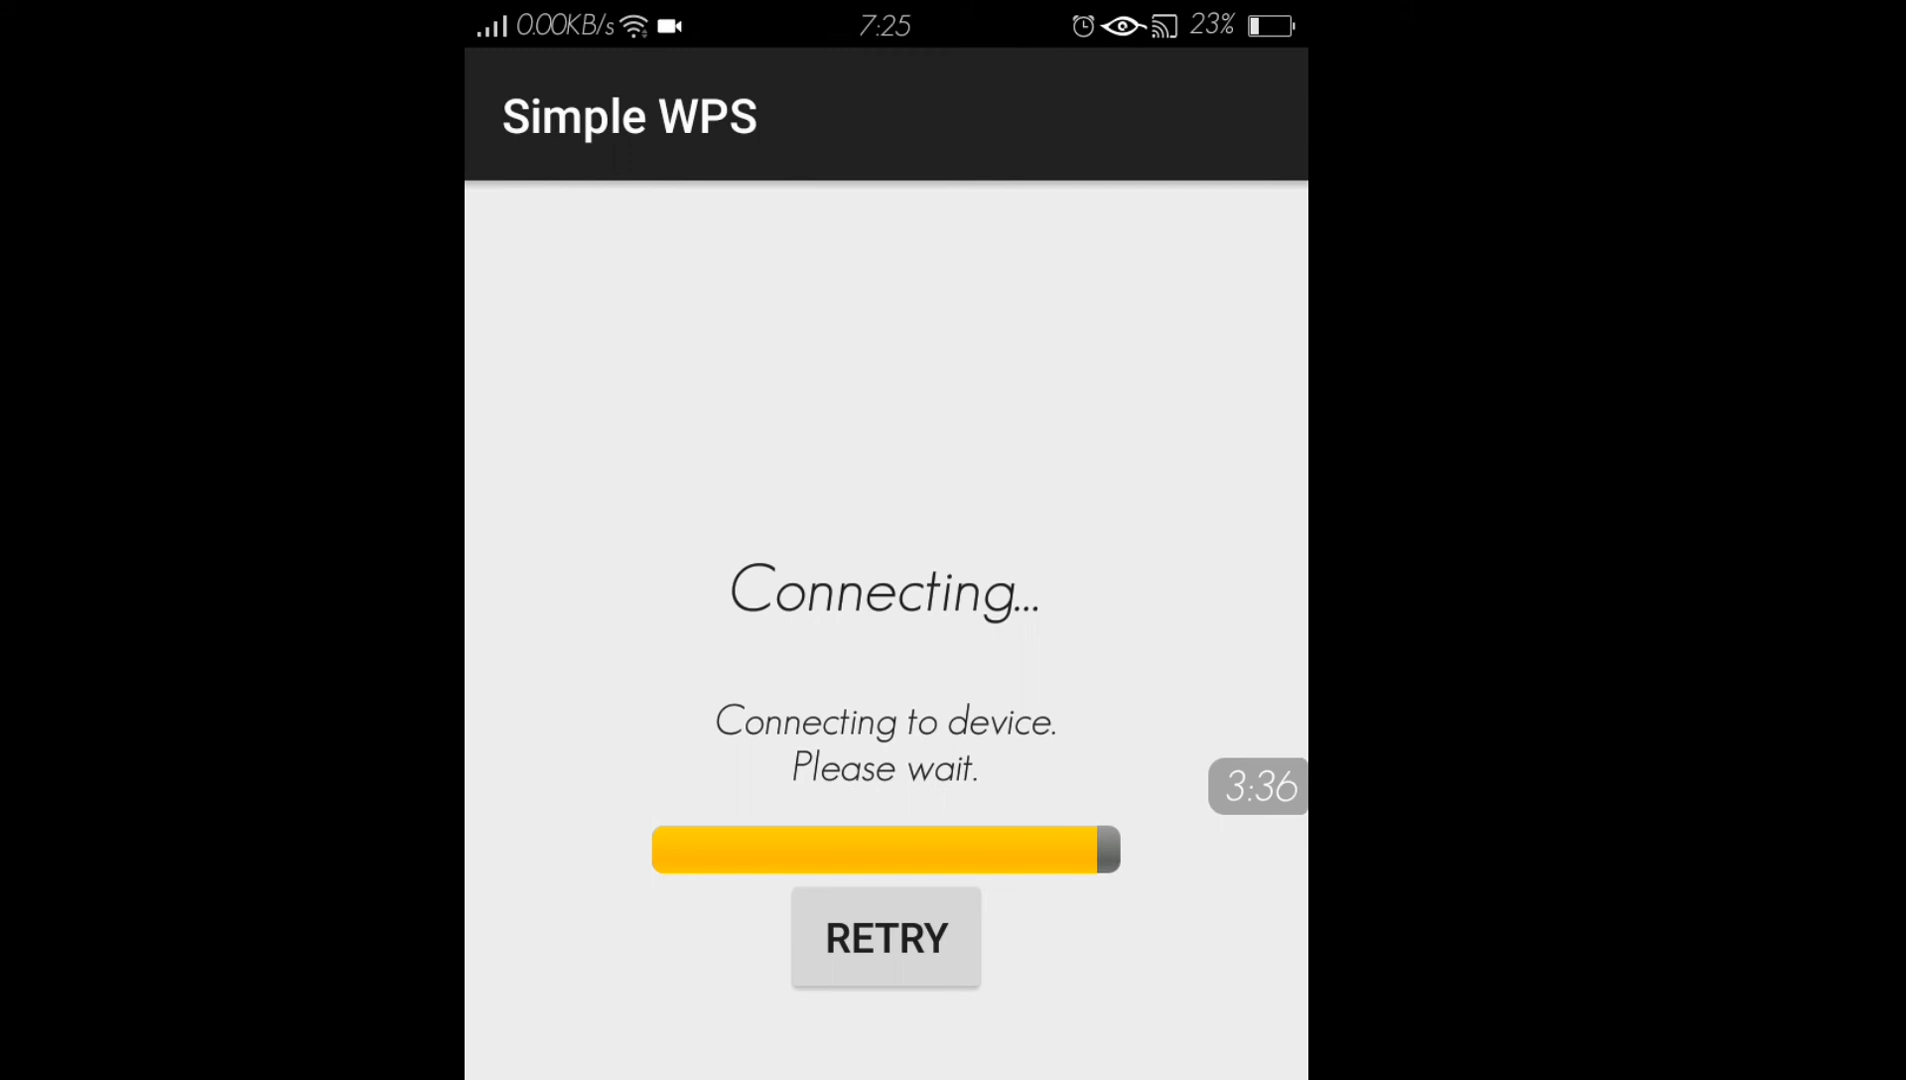 0.00KB/s 7:25 23%
Simple WPS
Connecting...
Connecting to device.
Please wait.
3:36
RETRY